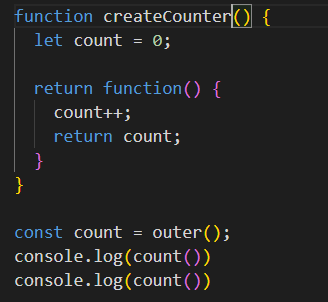 function createCounter() {
  let count = 0;

  return function() {
    count++;
    return count;
  }
}

const count = outer();
console.log(count())
console.log(count())